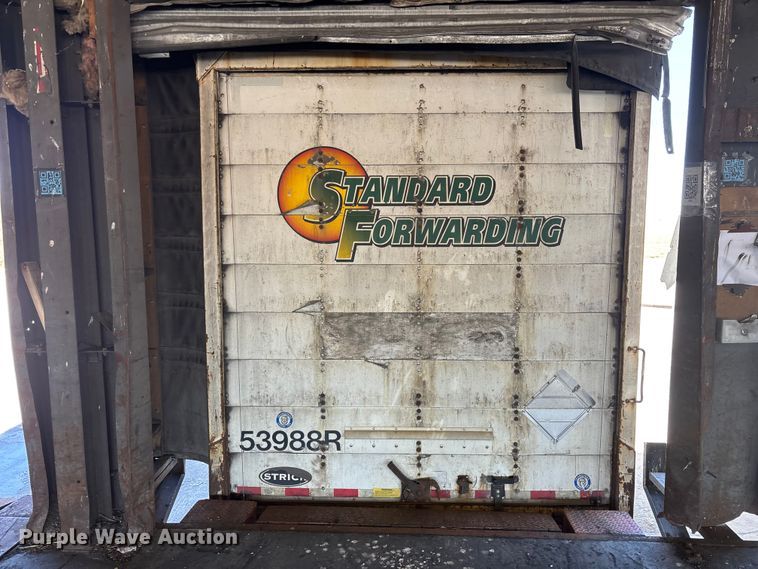 STANDARD
FORWARDING
53988R
STRICK
Purple Wave Auction